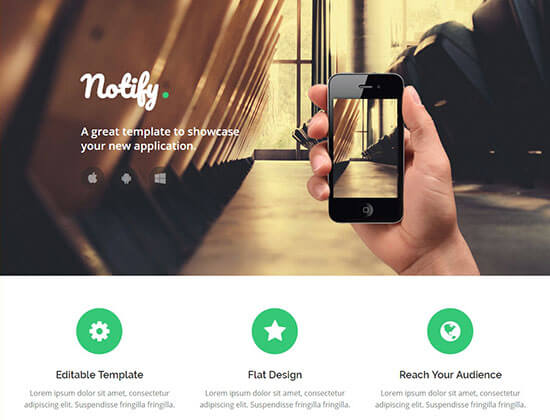 Notify.
A great template to showcase
your new application.
Editable Template
Flat Design
Reach Your Audience
Lorem ipsum dolor sit amet, consectetur
adipiscing elit. Suspendisse fringilla fringilla.
Lorem ipsum dolor sit amet, consectetur
adipiscing elit. Suspendisse fringilla fringilla.
Lorem ipsum dolor sit amet, consectetur
adipiscing elit. Suspendisse fringilla fringilla.